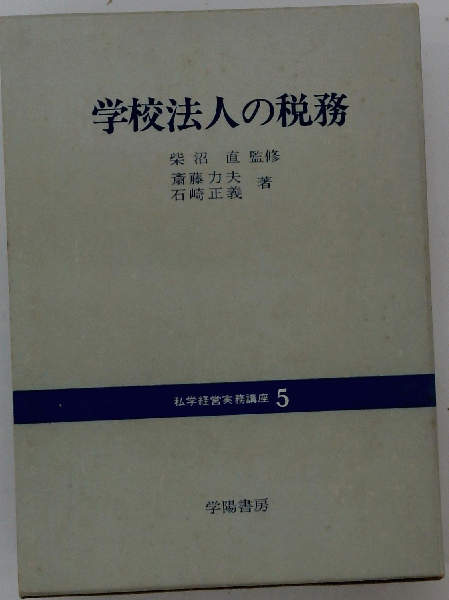 学校法人の税務
柴沼 直 監修
斎藤力夫
石崎正義 著
私学経営実務講座 5
学陽書房